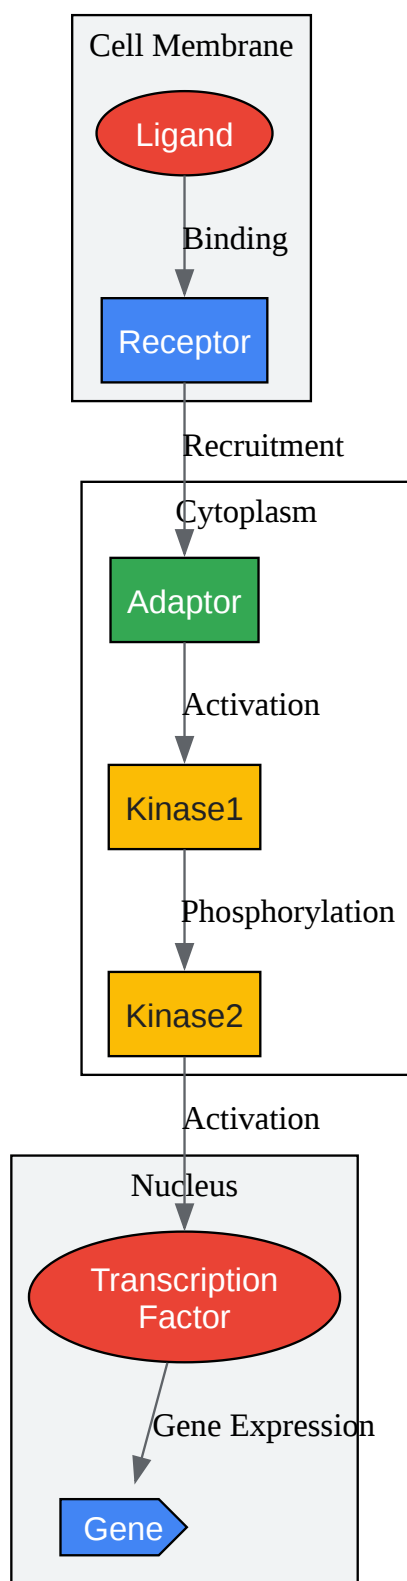 Cell Membrane
Ligand
Binding
Receptor
Recruitment
Cytoplasm
Adaptor
Activation
Kinase1
Phosphorylation
Kinase2
Activation
Nucleus
Transcription
Factor
Gene Expression
Gene